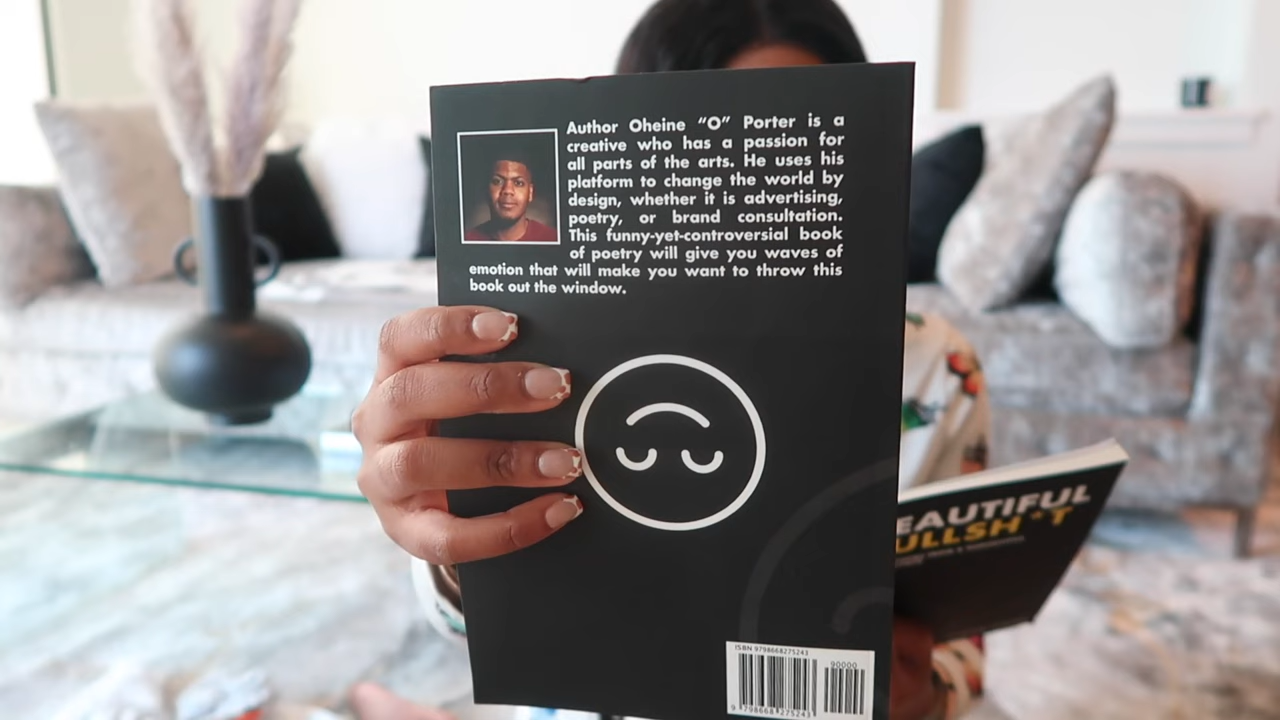 Author Oheine "O" Porter is a
creative who has a passion for
all parts of the arts. He uses his
platform to change the world by
design, whether it is advertising,
poetry, or brand consultation.
This funny-yet-controversial book
of poetry will give you waves of
emotion that will make you want to throw this
book out the window.
EAUTIFUL
ULLSH*T
ISBN 9798668275243
90000
9 798668 275243